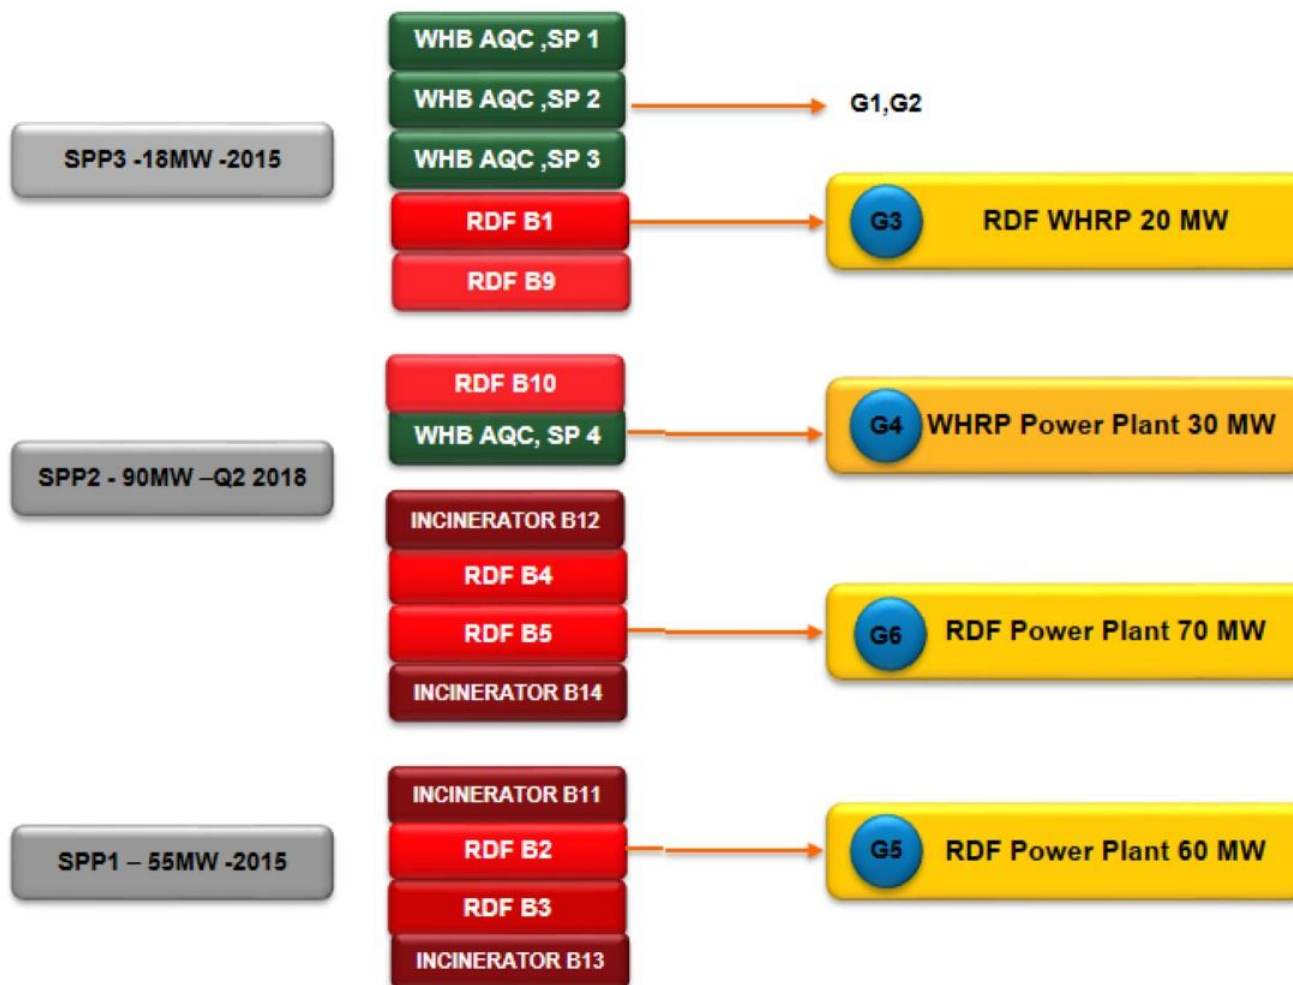 SPP3 -18MW -2015
WHB AQC ,SP 1
WHB AQC ,SP 2
WHB AQC ,SP 3
RDF B1
RDF B9
G1,G2
G3 RDF WHRP 20 MW
SPP2 - 90MW –Q2 2018
RDF B10
WHB AQC, SP 4
INCINERATOR B12
RDF B4
RDF B5
INCINERATOR B14
G4 WHRP Power Plant 30 MW
G6 RDF Power Plant 70 MW
SPP1 – 55MW -2015
INCINERATOR B11
RDF B2
RDF B3
INCINERATOR B13
G5 RDF Power Plant 60 MW